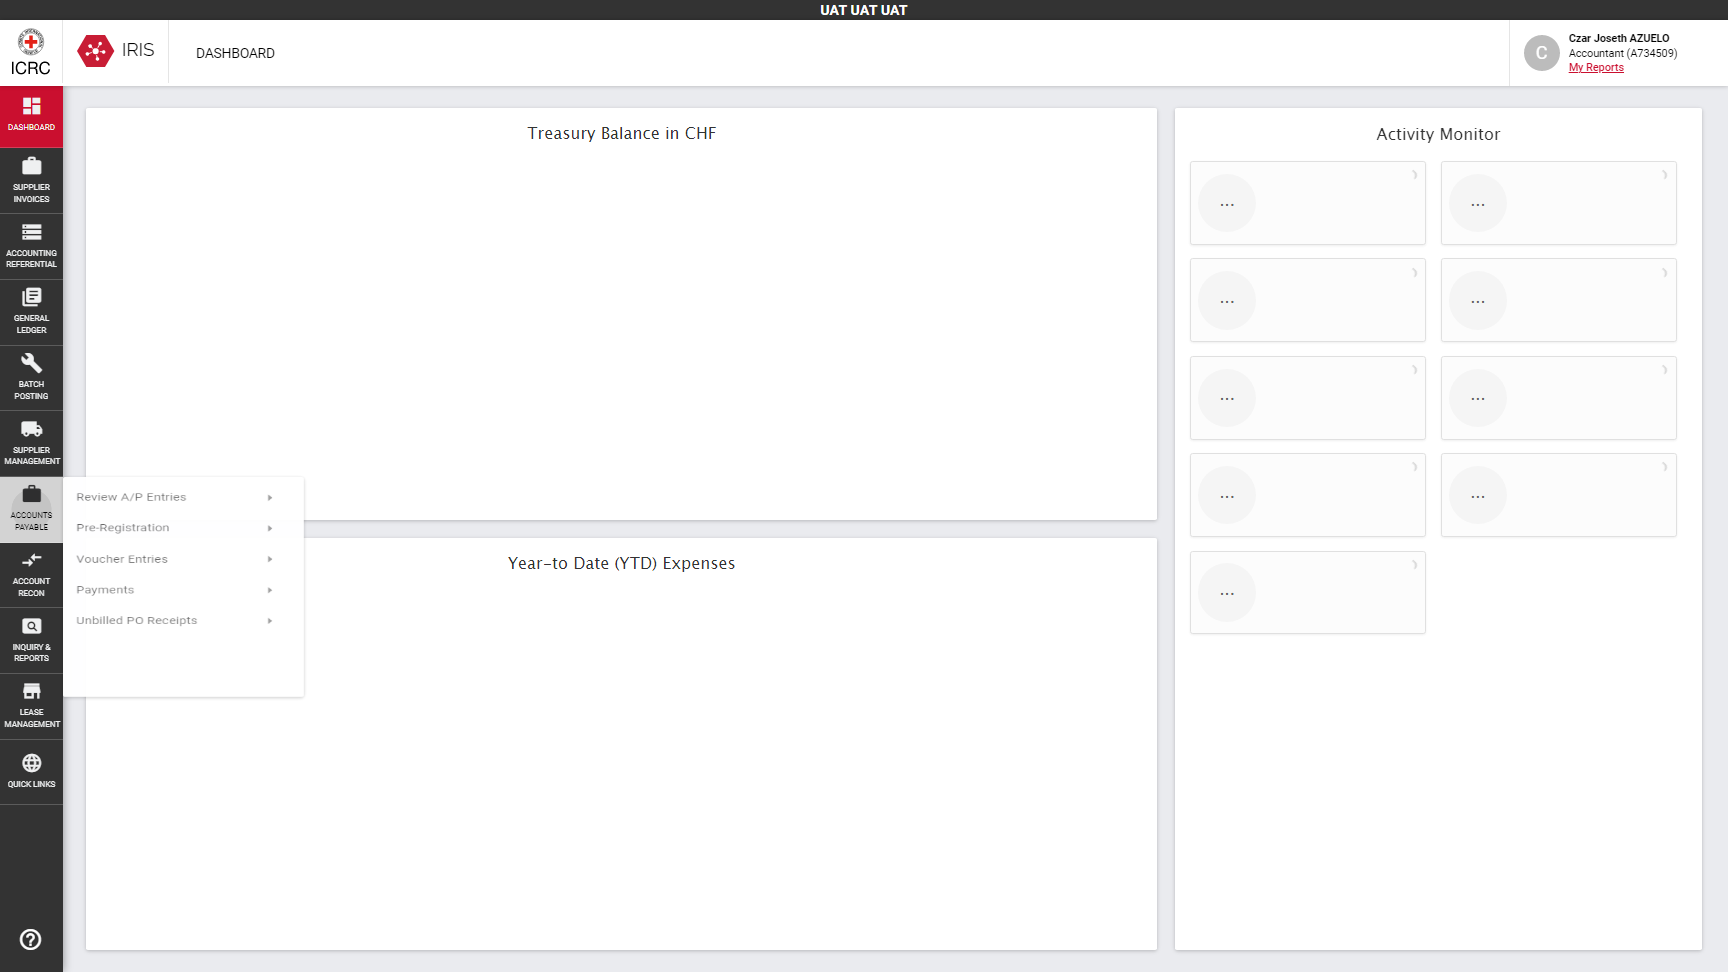 UAT UAT UAT
ICRC
IRIS
DASHBOARD
Czar Joseth AZUELO
Accountant (A734509)
My Reports
C
DASHBOARD
SUPPLIER
INVOICES
ACCOUNTING
REFERENTIAL
GENERAL
LEDGER
BATCH
POSTING
SUPPLIER
MANAGEMENT
ACCOUNTS
PAYABLE
ACCOUNT
RECON
INQUIRY &
REPORTS
LEASE
MANAGEMENT
QUICK LINKS
Review A/P Entries
Pre-Registration
Voucher Entries
Payments
Unbilled PO Receipts
Treasury Balance in CHF
Year-to Date (YTD) Expenses
Activity Monitor
... ...
... ...
... ...
... ...
...